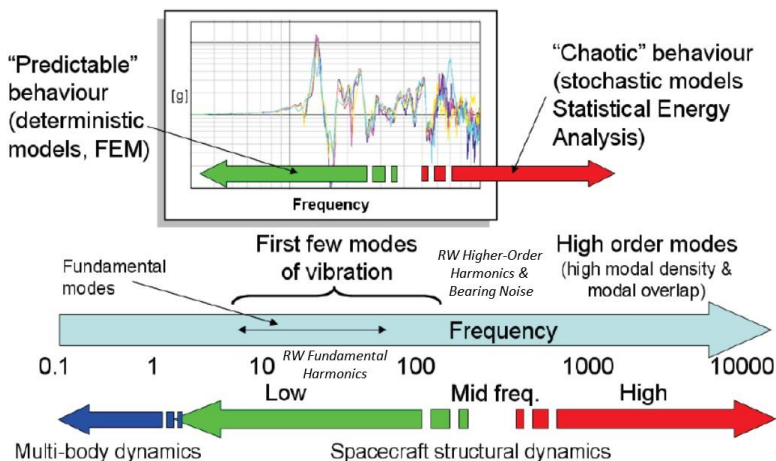 “Predictable”
behaviour
(deterministic
models, FEM)
[g]
Frequency
“Chaotic” behaviour
(stochastic models
Statistical Energy
Analysis)
Fundamental
modes
First few modes
of vibration
RW Higher-Order
Harmonics &
Bearing Noise
High order modes
(high modal density &
modal overlap)
Frequency
0.1 1 10 100 1000 10000
RW Fundamental
Harmonics
Low Mid freq. High
Multi-body dynamics Spacecraft structural dynamics